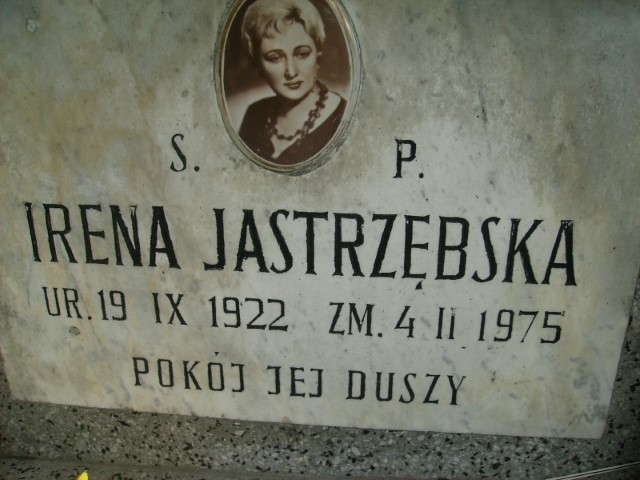 S. P.
IRENA JASTRZĘBSKA
UR. 19 IX 1922 ZM. 4 II 1975
POKÓJ JEJ DUSZY